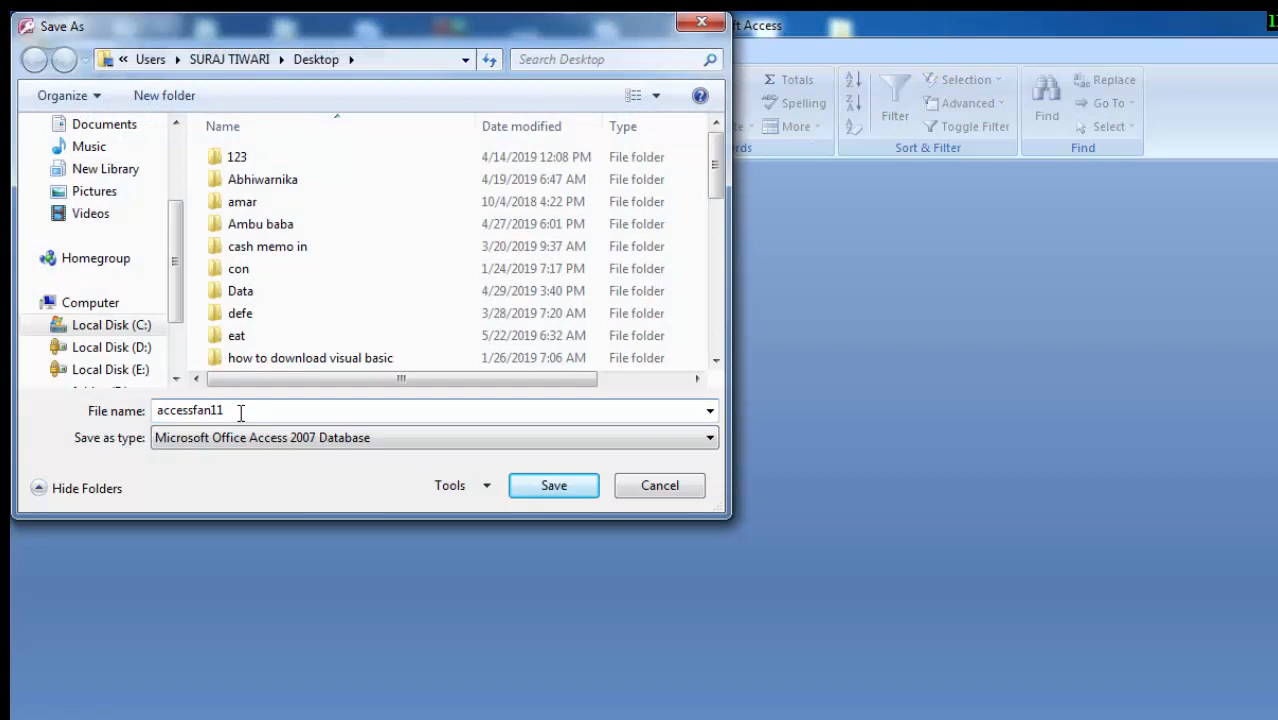 Save As
ft Access
« Users SURAJ TIWARI Desktop
Search Desktop
Organize
New folder
Totals
Spelling
More
Filter
Selection
Advanced
Toggle Filter
Sort & Filter
Find
Replace
Go To
Select
Find
rds
Documents
Music
New Library
Pictures
Videos
Homegroup
Computer
Local Disk (C:)
Local Disk (D:)
Local Disk (E:)
Name Date modified Type
123 4/14/2019 12:08 PM File folder
Abhiwarnika 4/19/2019 6:47 AM File folder
amar 10/4/2018 4:22 PM File folder
Ambu baba 4/27/2019 6:01 PM File folder
cash memo in 3/20/2019 9:37 AM File folder
con 1/24/2019 7:17 PM File folder
Data 4/29/2019 3:40 PM File folder
defe 3/28/2019 7:20 AM File folder
eat 5/22/2019 6:32 AM File folder
how to download visual basic 1/26/2019 7:06 AM File folder
File name: accessfan11
Save as type: Microsoft Office Access 2007 Database
Hide Folders
Tools
Save
Cancel